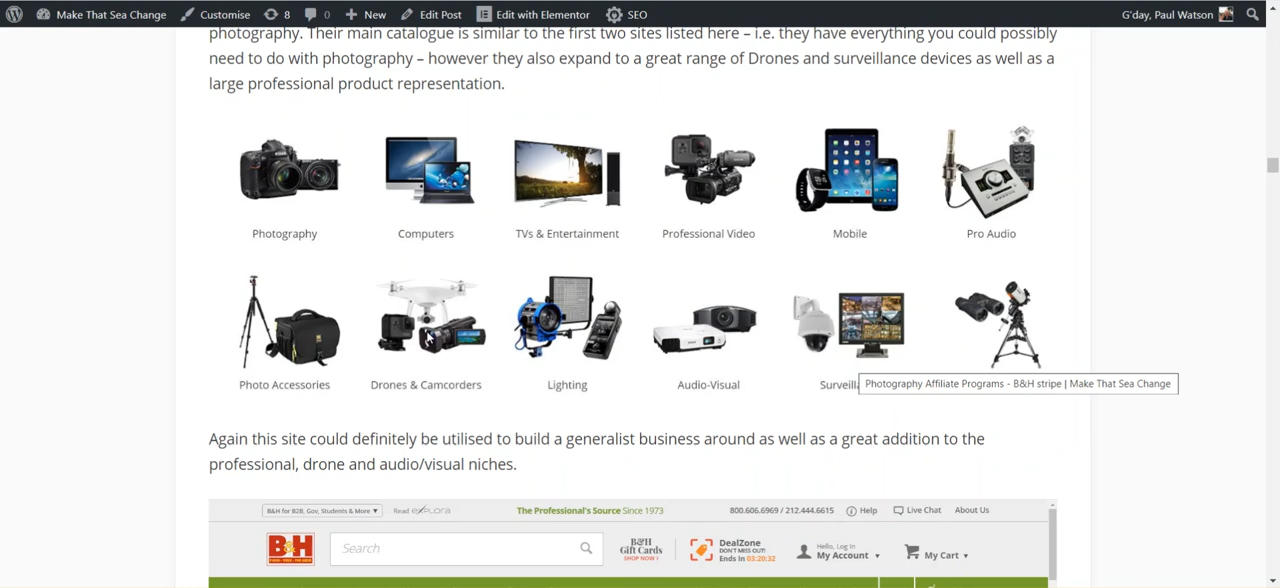 Make That Sea Change Customise 8 0 New Edit Post Edit with Elementor SEO G'day, Paul Watson
photography. Their main catalogue is similar to the first two sites listed here – i.e. they have everything you could possibly
need to do with photography – however they also expand to a great range of Drones and surveillance devices as well as a
large professional product representation.
Photography Computers TVs & Entertainment Professional Video Mobile Pro Audio
Photo Accessories Drones & Camcorders Lighting Audio-Visual Surveill
Photography Affiliate Programs - B&H stripe | Make That Sea Change
Again this site could definitely be utilised to build a generalist business around as well as a great addition to the
professional, drone and audio/visual niches.
B&H for B2B, Gov, Students & More Read explora The Professional's Source Since 1973 800.606.6969 / 212.444.6615 Help Live Chat About Us
B&H Search B&H Gift Cards SHOP NOW DealZone DON'T MISS OUT! Ends In 03:20:32 Hello, Log In My Account My Cart